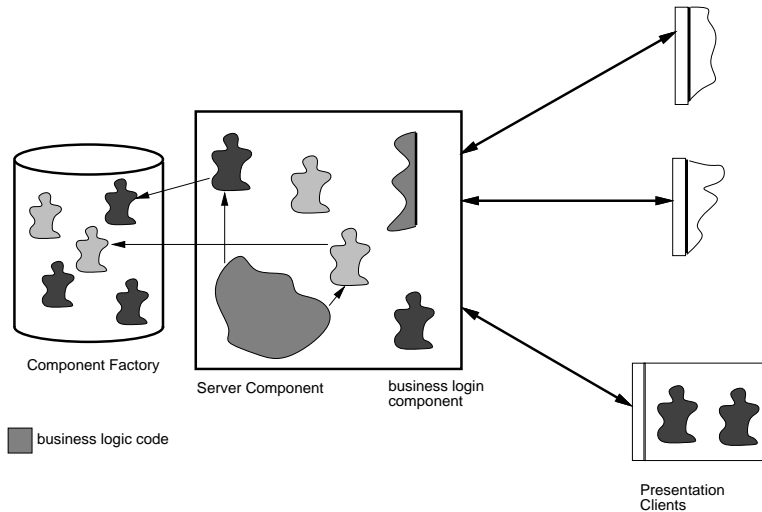 Component Factory
Server Component
business login
component
business logic code
Presentation
Clients